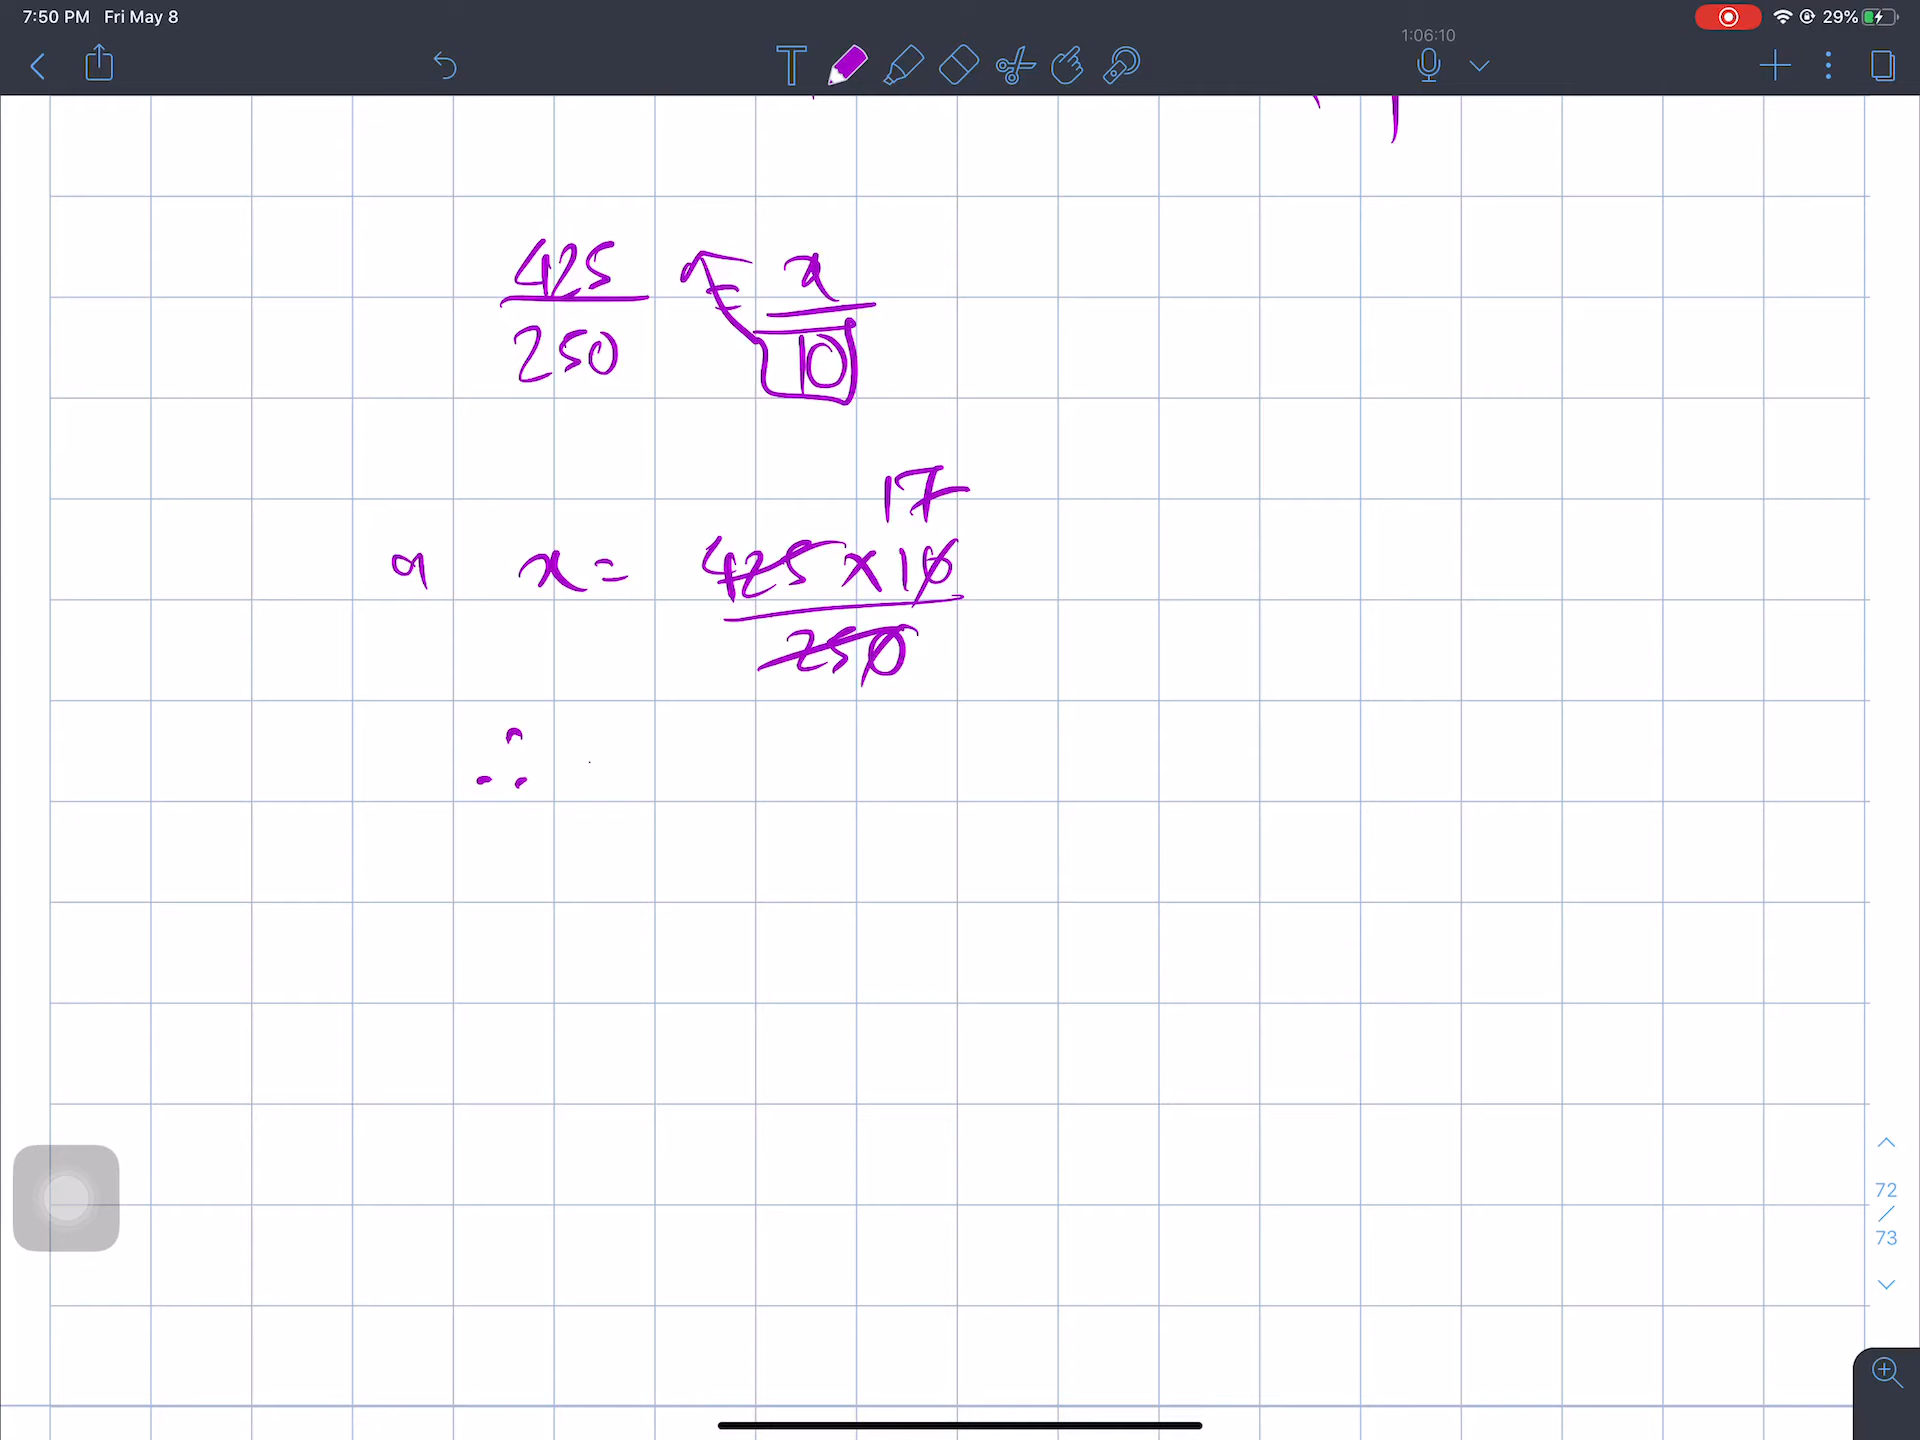 7:50 PM Fri May 8
29%
1:06:10
T
425 / 250 = x / 10
17
x = 425 × 10 / 250
∴
72
/
73